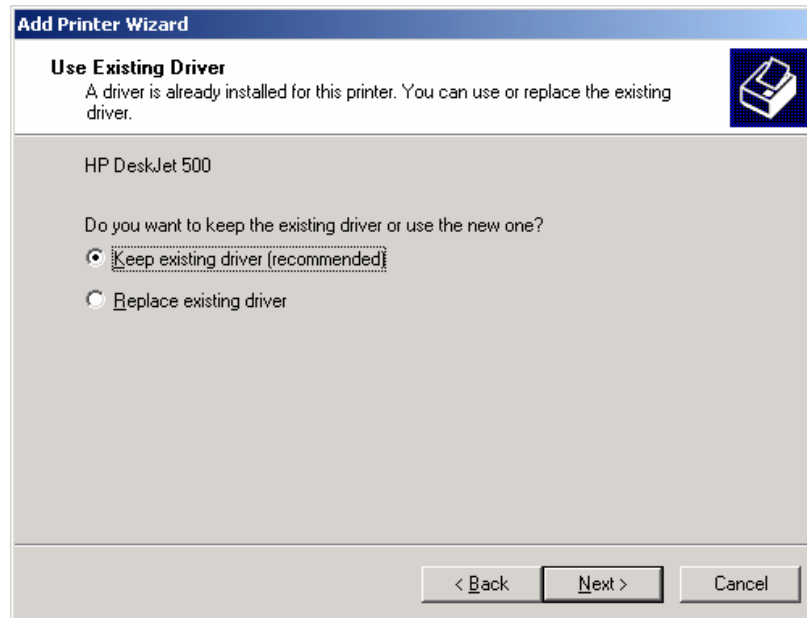 Add Printer Wizard
Use Existing Driver
A driver is already installed for this printer. You can use or replace the existing
driver.
HP DeskJet 500
Do you want to keep the existing driver or use the new one?
Keep existing driver (recommended)
Replace existing driver
< Back Next > Cancel